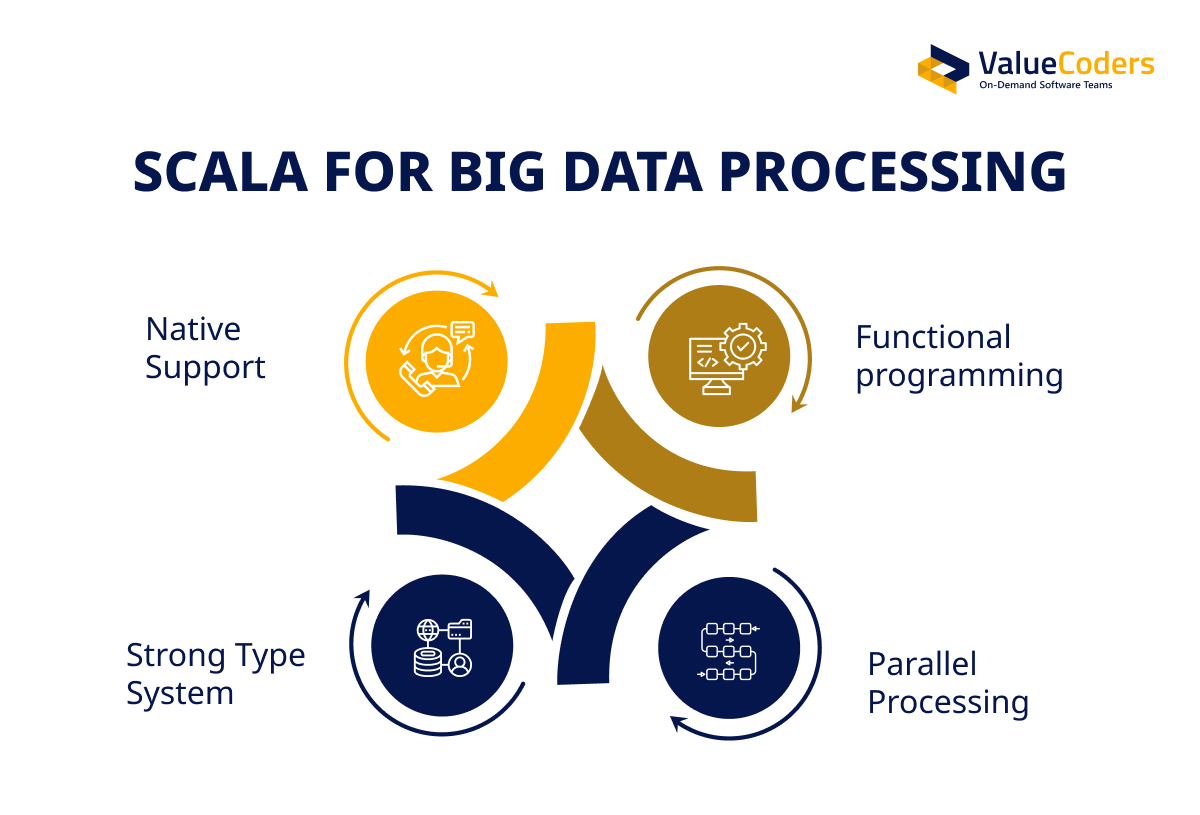 ValueCoders
On-Demand Software Teams
SCALA FOR BIG DATA PROCESSING
Native
Support
Functional
programming
Strong Type
System
Parallel
Processing